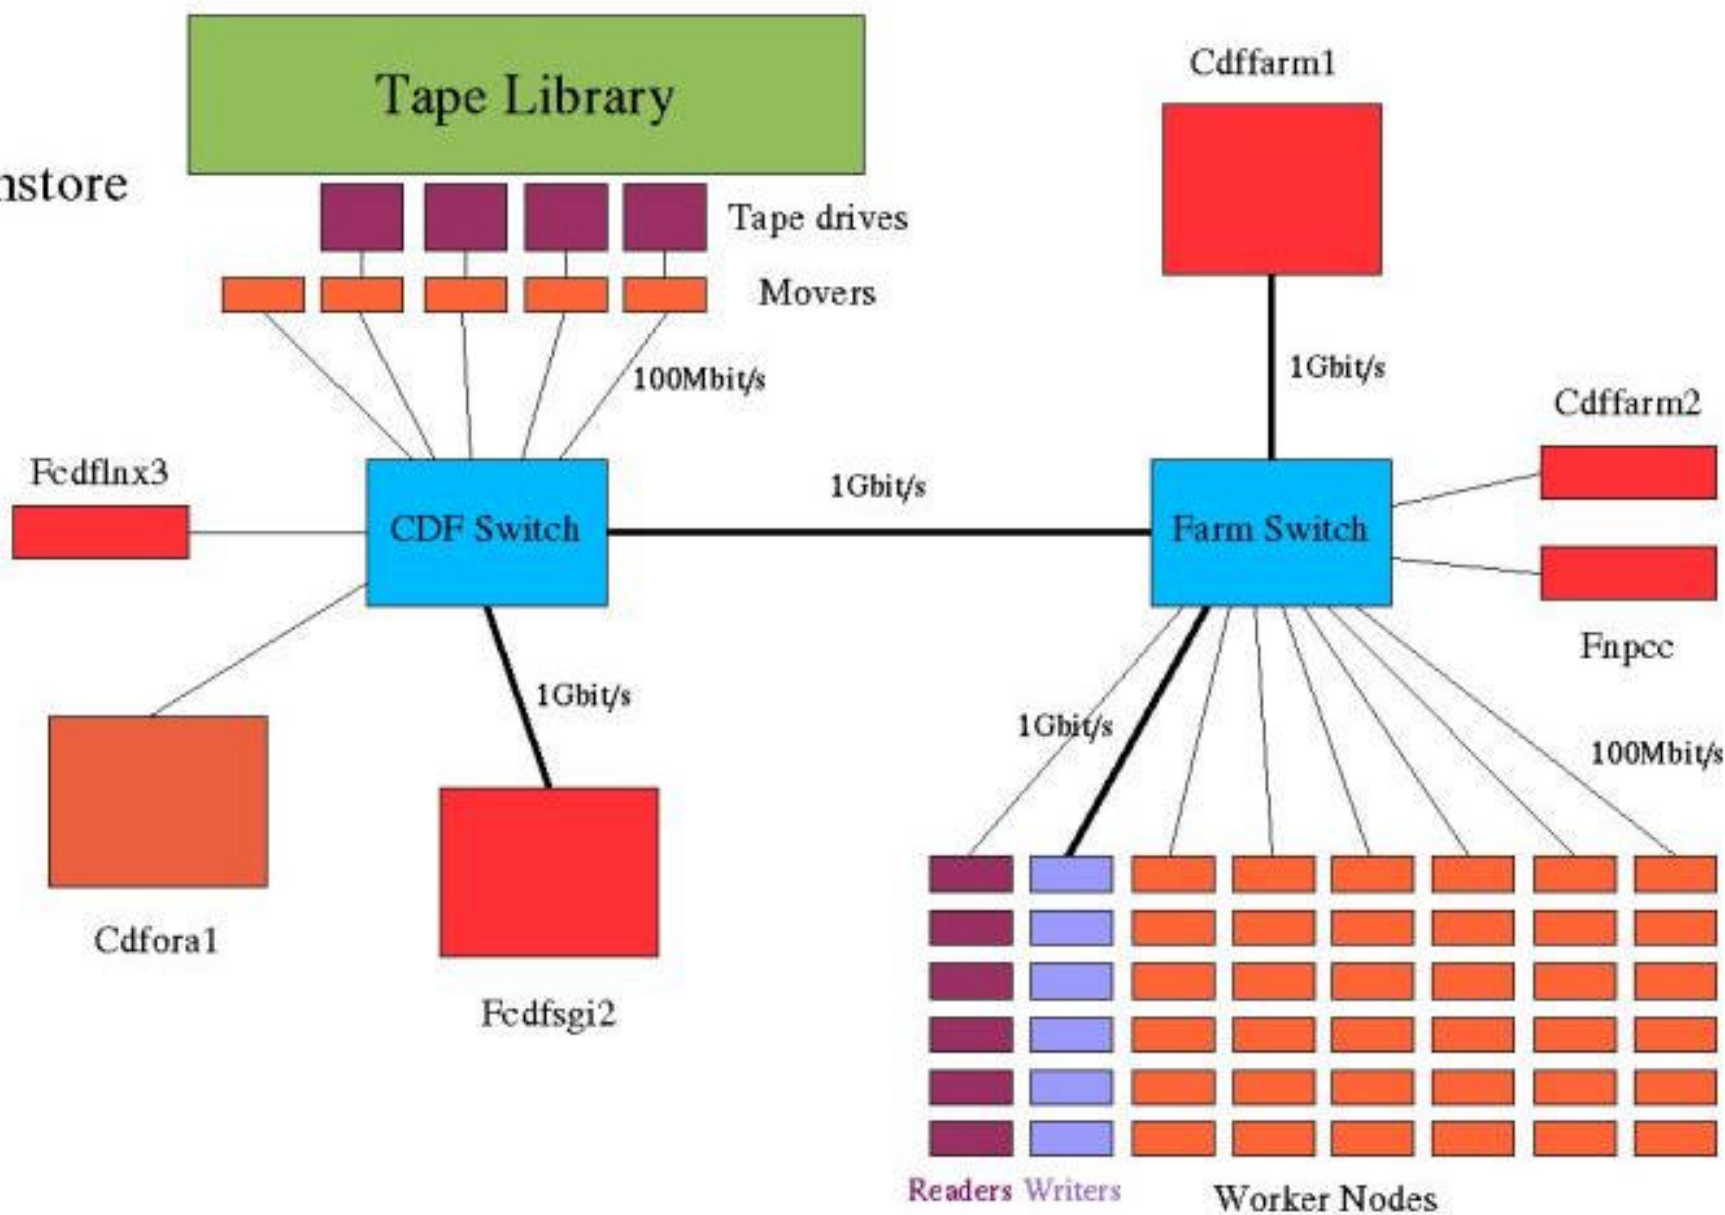 Tape Library
Cdffarm1
nstore
Tape drives
Movers
100Mbit/s
1Gbit/s
Cdffarm2
Fcdflnx3
1Gbit/s
CDF Switch
Farm Switch
Fnpcc
1Gbit/s
1Gbit/s
100Mbit/s
Cdfora1
Fcdfsgi2
Readers
Writers
Worker Nodes